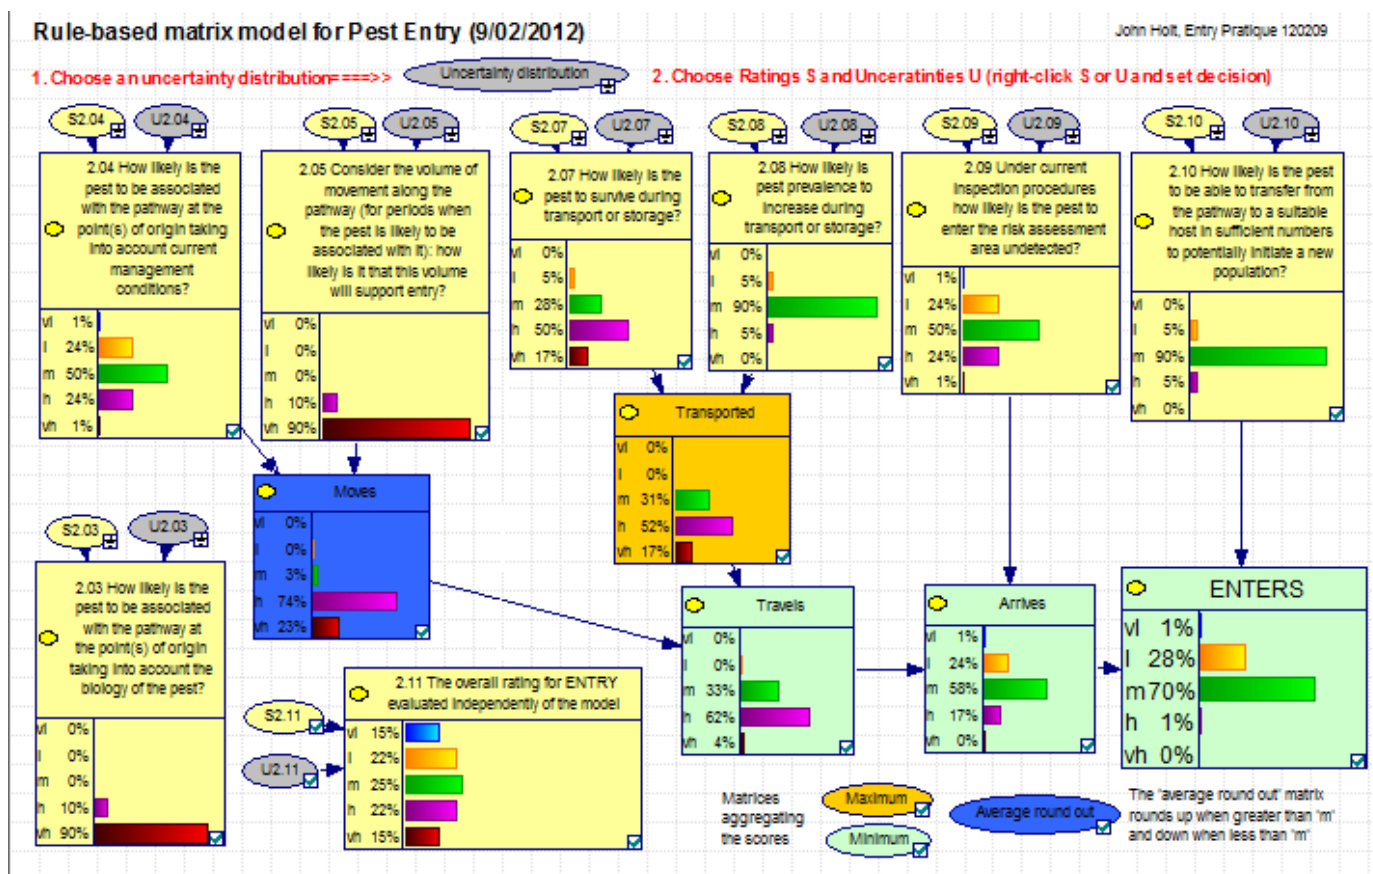 Rule-based matrix model for Pest Entry (9/02/2012)
John Holt, Entry Pratique 120209
1. Choose an uncertainty distribution====>>
Uncertainty distribution
2. Choose Ratings S and Unceratinties U (right-click S or U and set decision)
S2.04
U2.04
2.04 How likely is the
pest to be associated
with the pathway at the
point(s) of origin taking
into account current
management
conditions?
vl 1%
l 24%
m 50%
h 24%
vh 1%
S2.05
U2.05
2.05 Consider the volume of
movement along the
pathway (for periods when
the pest is likely to be
associated with it): how
likely is it that this volume
will support entry?
vl 0%
l 0%
m 0%
h 10%
vh 90%
S2.07
U2.07
2.07 How likely is the
pest to survive during
transport or storage?
vl 0%
l 5%
m 28%
h 50%
vh 17%
S2.08
U2.08
2.08 How likely is
pest prevalence to
increase during
transport or storage?
vl 0%
l 5%
m 90%
h 5%
vh 0%
S2.09
U2.09
2.09 Under current
inspection procedures
how likely is the pest to
enter the risk assessment
area undetected?
vl 1%
l 24%
m 50%
h 24%
vh 1%
S2.10
U2.10
2.10 How likely is the pest
to be able to transfer from
the pathway to a suitable
host in sufficient numbers
to potentially initiate a new
population?
vl 0%
l 5%
m 90%
h 5%
vh 0%
Transported
vl 0%
l 0%
m 31%
h 52%
vh 17%
Moves
vl 0%
l 0%
m 3%
h 74%
vh 23%
S2.03
U2.03
2.03 How likely is the
pest to be associated
with the pathway at
the point(s) of origin
taking into account the
biology of the pest?
vl 0%
l 0%
m 0%
h 10%
vh 90%
Travels
vl 0%
l 0%
m 33%
h 62%
vh 4%
Arrives
vl 1%
l 24%
m 58%
h 17%
vh 0%
ENTERS
vl 1%
l 28%
m 70%
h 1%
vh 0%
S2.11
U2.11
2.11 The overall rating for ENTRY
evaluated independently of the model
vl 15%
l 22%
m 25%
h 22%
vh 15%
Matrices
aggregating
the scores
Maximum
Minimum
Average round out
The 'average round out' matrix
rounds up when greater than 'm'
and down when less than 'm'